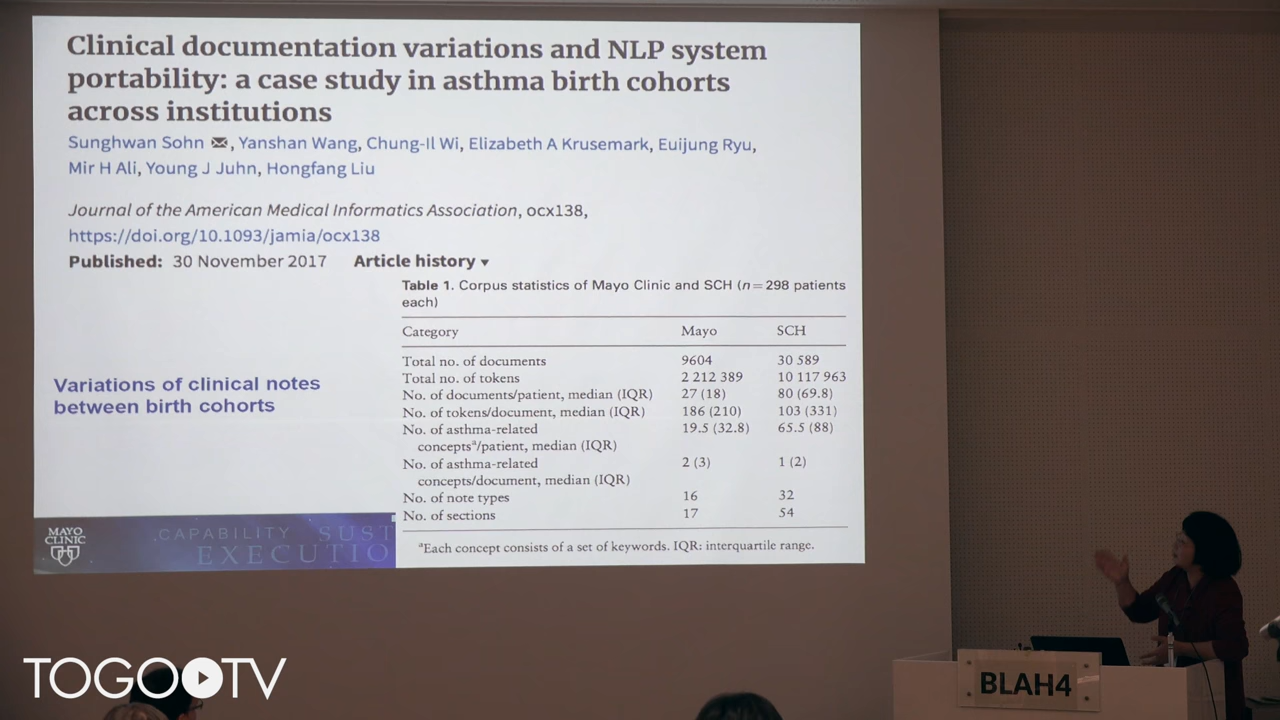 Clinical documentation variations and NLP system
portability: a case study in asthma birth cohorts
across institutions
Sunghwan Sohn ✉, Yanshan Wang, Chung-Il Wi, Elizabeth A Krusemark, Euijung Ryu,
Mir H Ali, Young J Juhn, Hongfang Liu
Journal of the American Medical Informatics Association, ocx138,
https://doi.org/10.1093/jamia/ocx138
Published: 30 November 2017 Article history ▾
Table 1. Corpus statistics of Mayo Clinic and SCH (n = 298 patients
each)
Category Mayo SCH
Total no. of documents 9604 30 589
Total no. of tokens 2 212 389 10 117 963
No. of documents/patient, median (IQR) 27 (18) 80 (69.8)
No. of tokens/document, median (IQR) 186 (210) 103 (331)
No. of asthma-related 19.5 (32.8) 65.5 (88)
conceptsᵃ/patient, median (IQR)
No. of asthma-related 2 (3) 1 (2)
concepts/document, median (IQR)
No. of note types 16 32
No. of sections 17 54
ᵃEach concept consists of a set of keywords. IQR: interquartile range.
Variations of clinical notes
between birth cohorts
MAYO
CLINIC
CAPABILITY SUST
EXECUTIO
BLAH4
TOGOTV